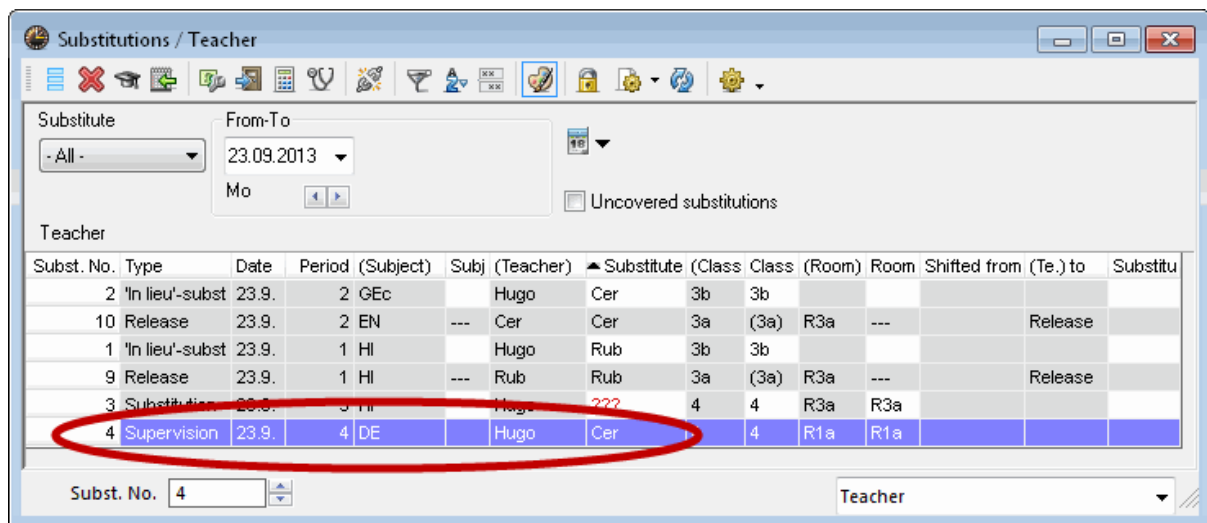 Substitutions / Teacher
Substitute From-To
- All - 23.09.2013
Mo
Uncovered substitutions
Teacher
Subst. No. Type Date Period (Subject) Subj (Teacher) Substitute (Class Class (Room) Room Shifted from (Te.) to Substitu
2 'In lieu'-subst 23.9. 2 GEc Hugo Cer 3b 3b
10 Release 23.9. 2 EN --- Cer Cer 3a (3a) R3a --- Release
1 'In lieu'-subst 23.9. 1 HI Hugo Rub 3b 3b
9 Release 23.9. 1 HI --- Rub Rub 3a (3a) R3a --- Release
3 Substitution 23.9. HI Hugo ??? 4 4 R3a R3a
4 Supervision 23.9. 4 DE Hugo Cer 4 R1a R1a
Subst. No. 4 Teacher